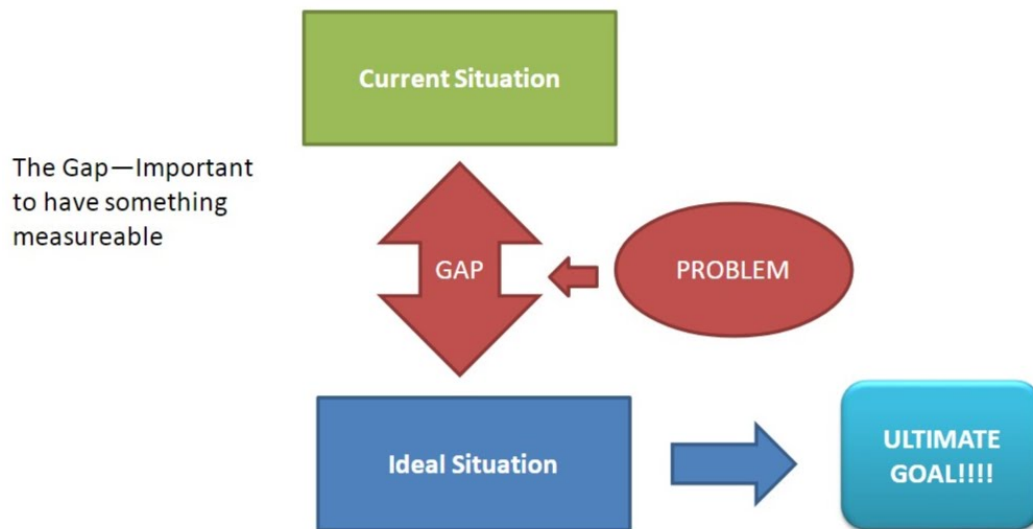 Current Situation
The Gap—Important
to have something
measureable
GAP
PROBLEM
Ideal Situation
ULTIMATE
GOAL!!!!